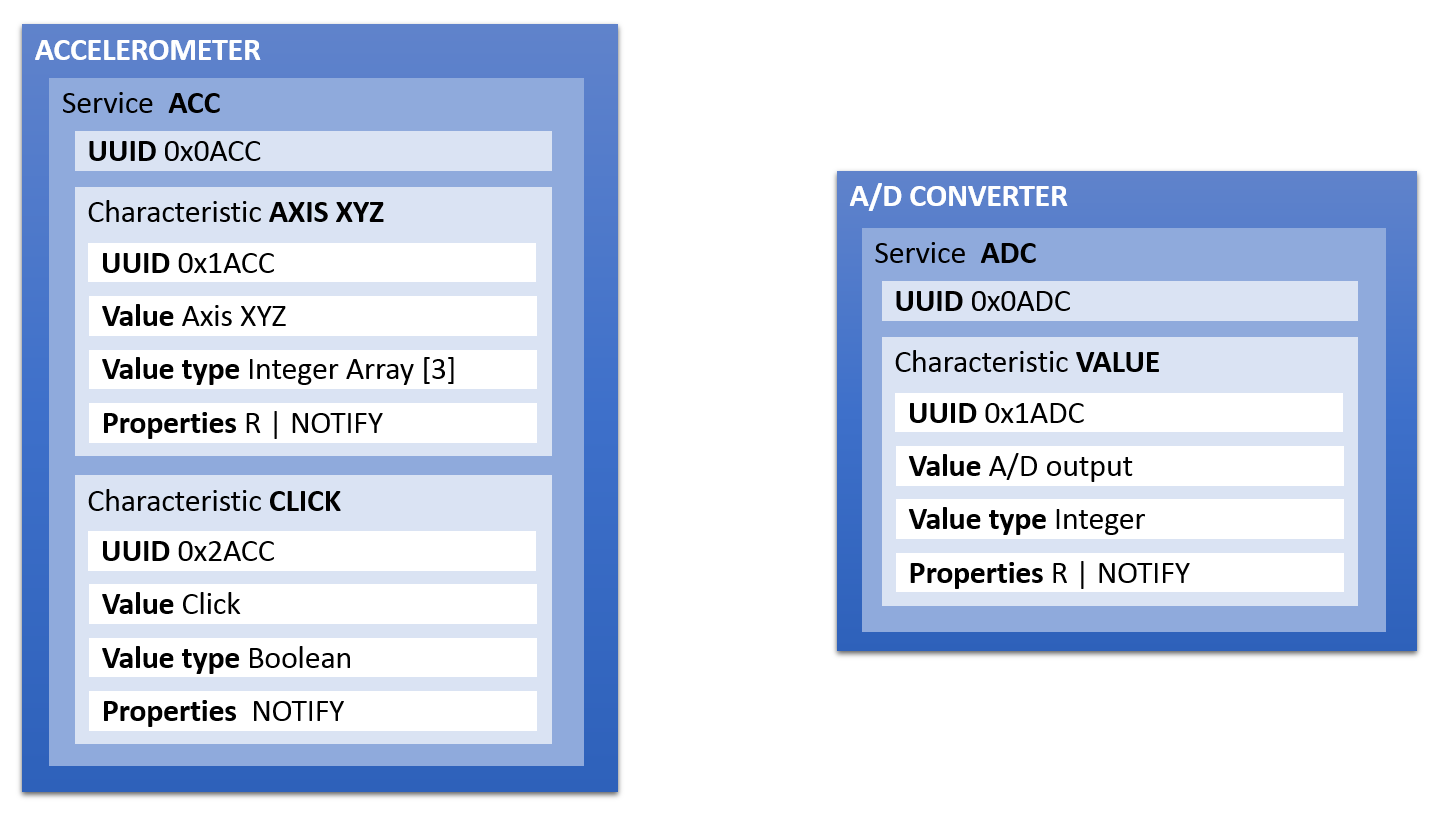 ACCELEROMETER
Service ACC
UUID 0x0ACC
Characteristic AXIS XYZ
UUID 0x1ACC
Value Axis XYZ
Value type Integer Array [3]
Properties R | NOTIFY
Characteristic CLICK
UUID 0x2ACC
Value Click
Value type Boolean
Properties NOTIFY
A/D CONVERTER
Service ADC
UUID 0x0ADC
Characteristic VALUE
UUID 0x1ADC
Value A/D output
Value type Integer
Properties R | NOTIFY